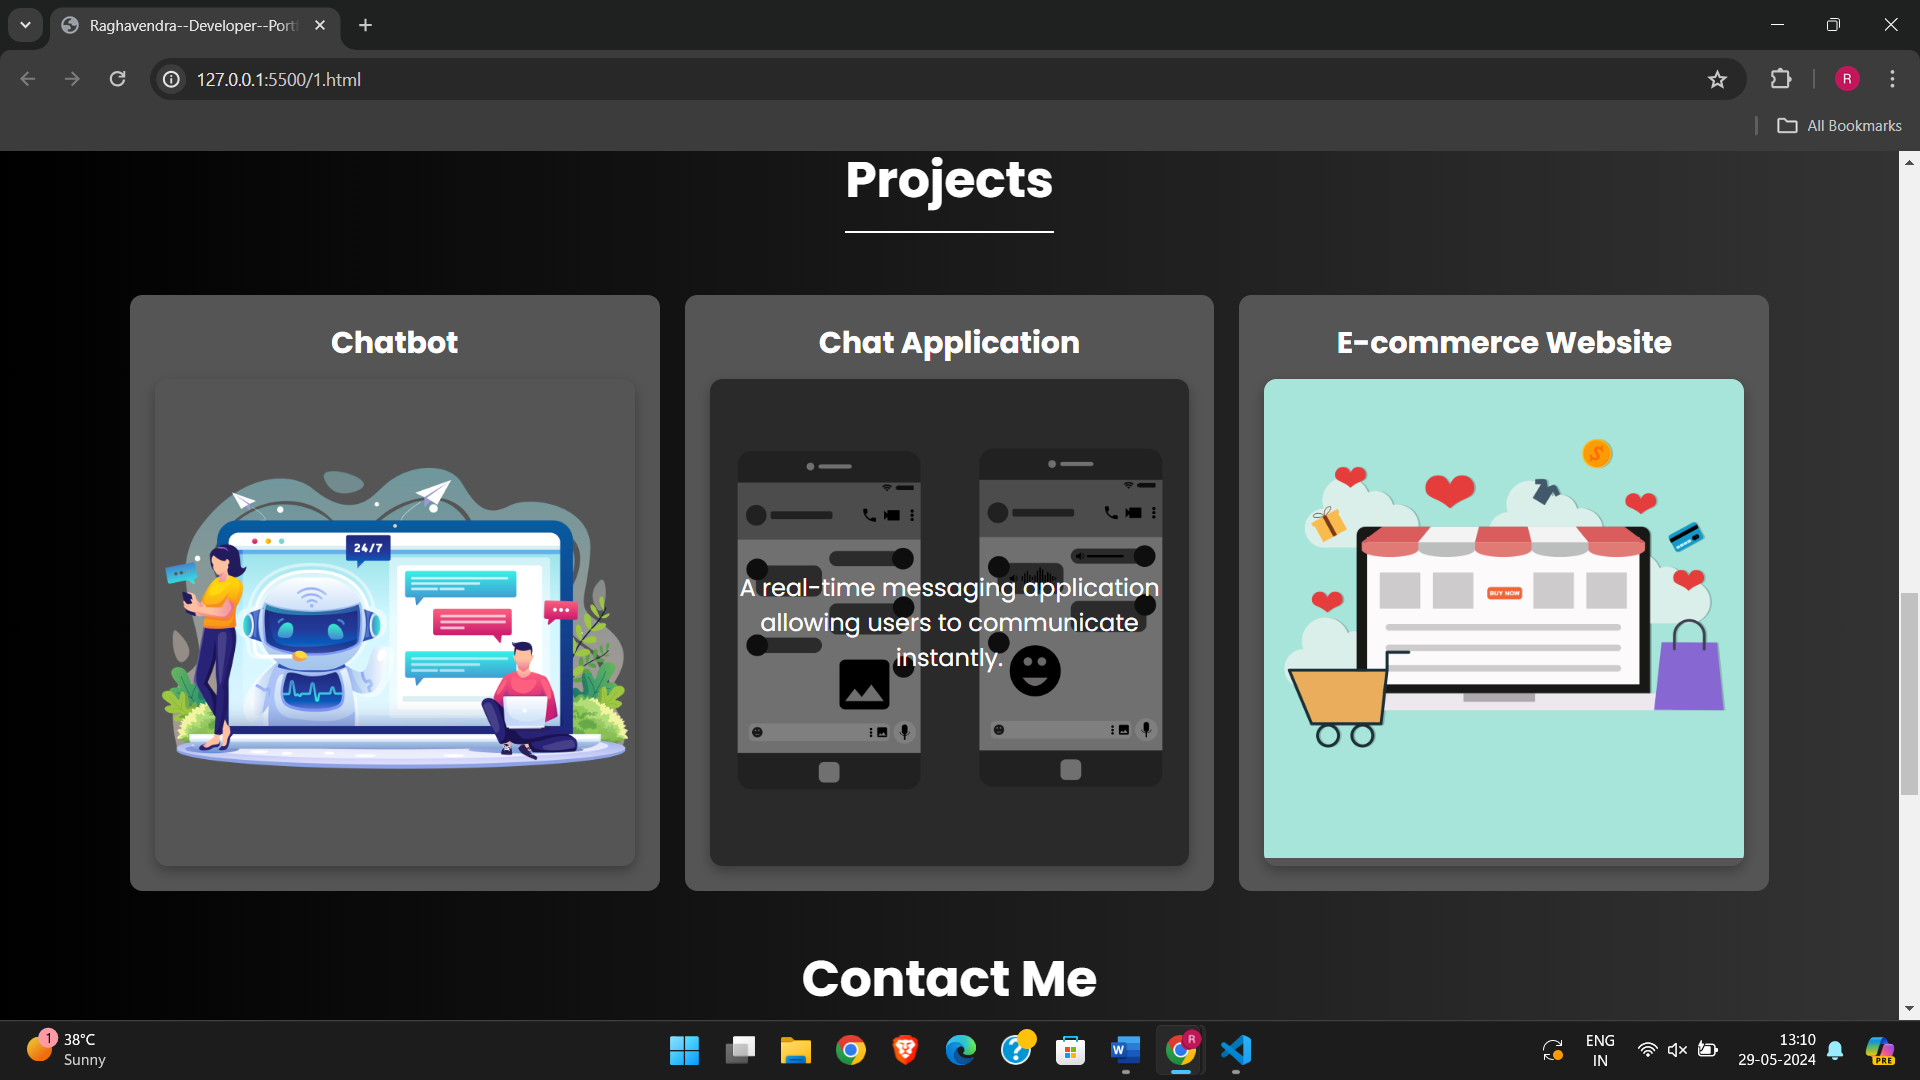 Raghavendra--Developer--Port
127.0.0.1:5500/1.html
R
All Bookmarks
Projects
Chatbot
Chat Application
E-commerce Website
24/7
A real-time messaging application
allowing users to communicate
instantly.
$
BUY NOW
Contact Me
1
38°C
Sunny
?
W
R
ENG
IN
13:10
29-05-2024
PRE